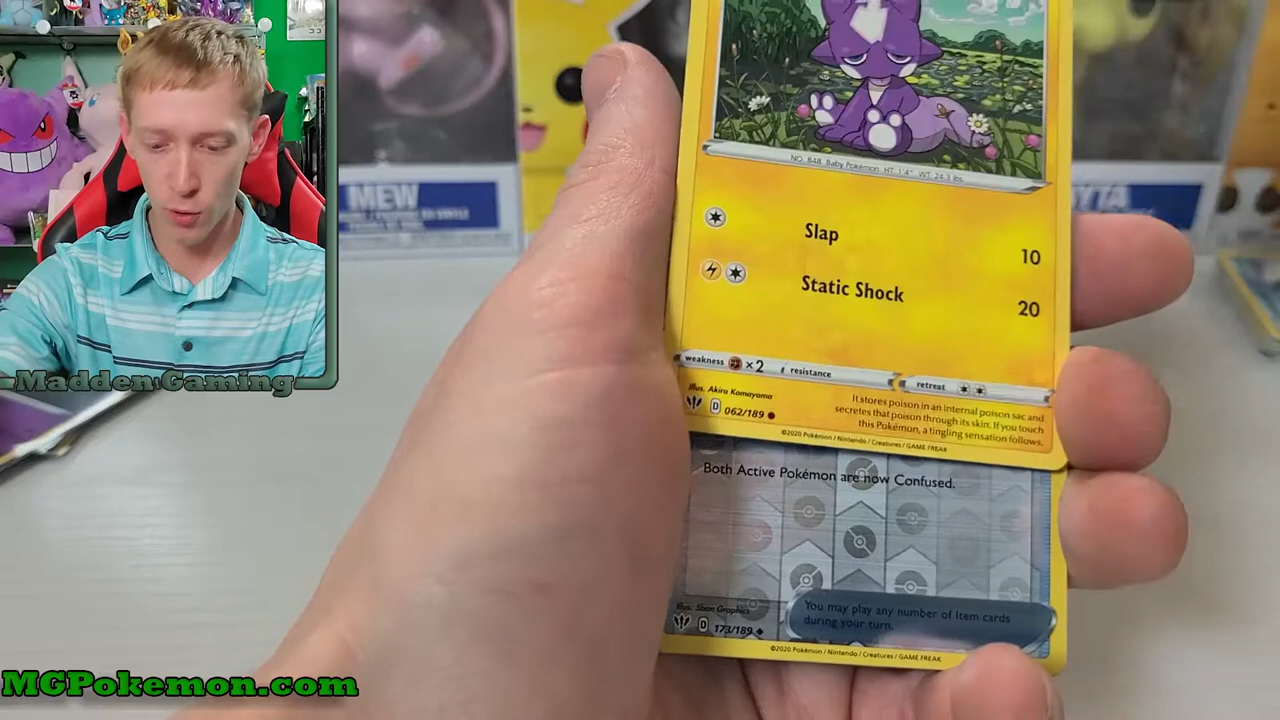 MEW
YTA
NO. 848 Baby Pokémon HT: 1'4" WT: 24.3 lbs.
Slap 10
Static Shock 20
weakness ×2 resistance retreat
Illus. Akira Komayama
D 062/189
It stores poison in an internal poison sac and
secretes that poison through its skin. If you touch
this Pokémon, a tingling sensation follows.
©2020 Pokémon / Nintendo / Creatures / GAME FREAK
Both Active Pokémon are now Confused.
Illus. Sban Graphics
D 173/189
You may play any number of Item cards
during your turn.
©2020 Pokémon / Nintendo / Creatures / GAME FREAK
Madden Gaming
MGPokemon.com